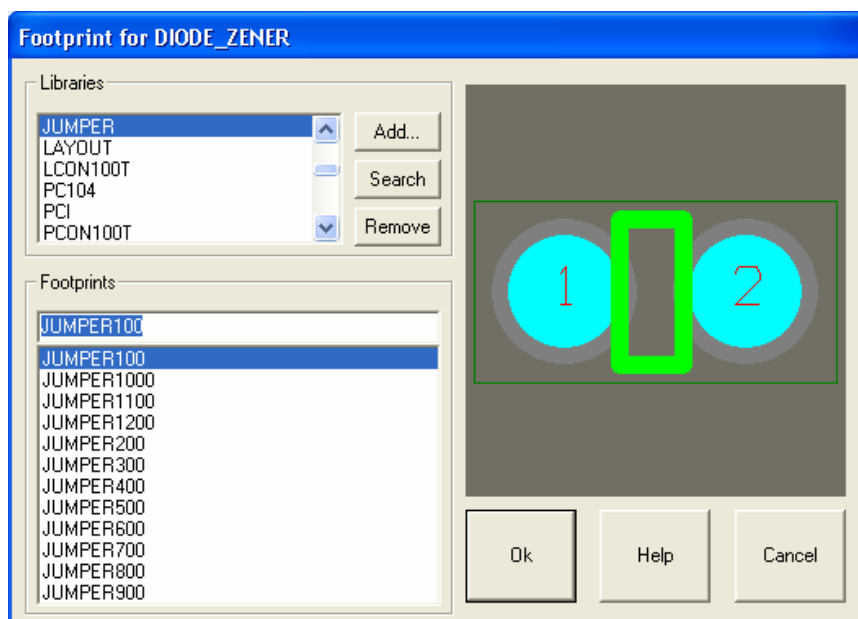 Footprint for DIODE_ZENER
Libraries
JUMPER
LAYOUT
LCON100T
PC104
PCI
PCON100T
Add...
Search
Remove
Footprints
JUMPER100
JUMPER100
JUMPER1000
JUMPER1100
JUMPER1200
JUMPER200
JUMPER300
JUMPER400
JUMPER500
JUMPER600
JUMPER700
JUMPER800
JUMPER900
1 2
Ok Help Cancel